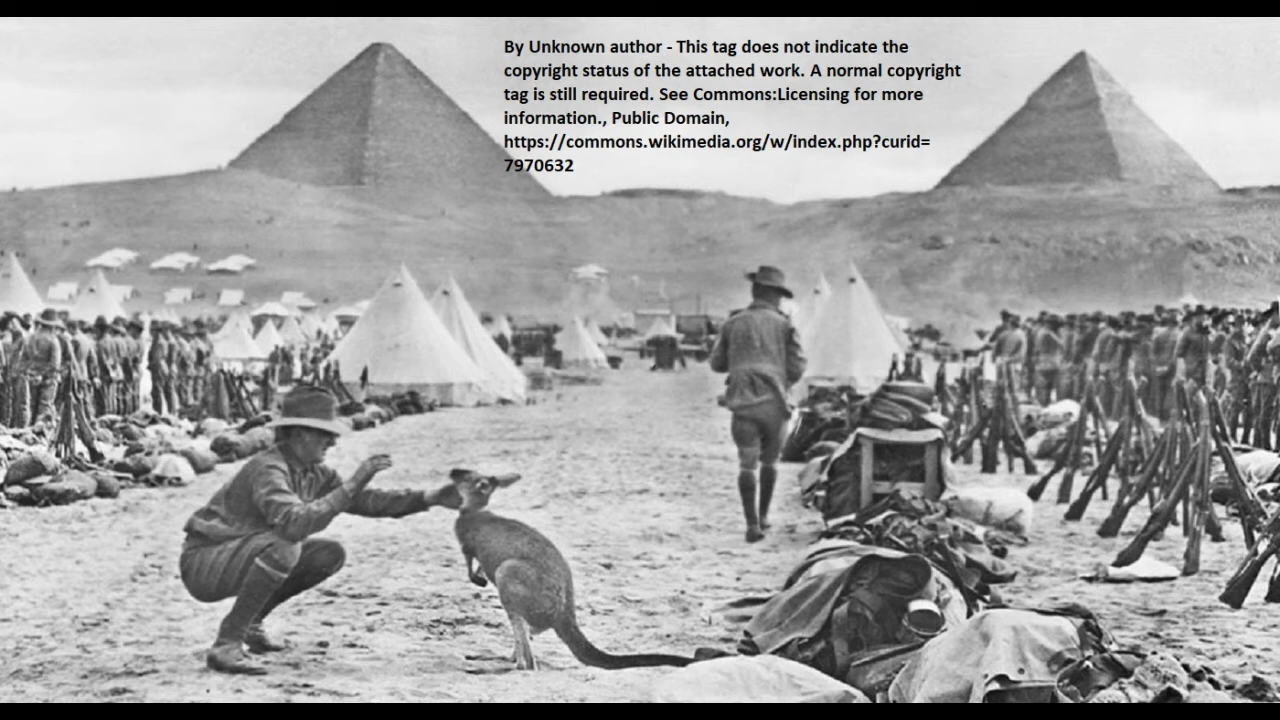 By Unknown author - This tag does not indicate the
copyright status of the attached work. A normal copyright
tag is still required. See Commons:Licensing for more
information., Public Domain,
https://commons.wikimedia.org/w/index.php?curid=
7970632